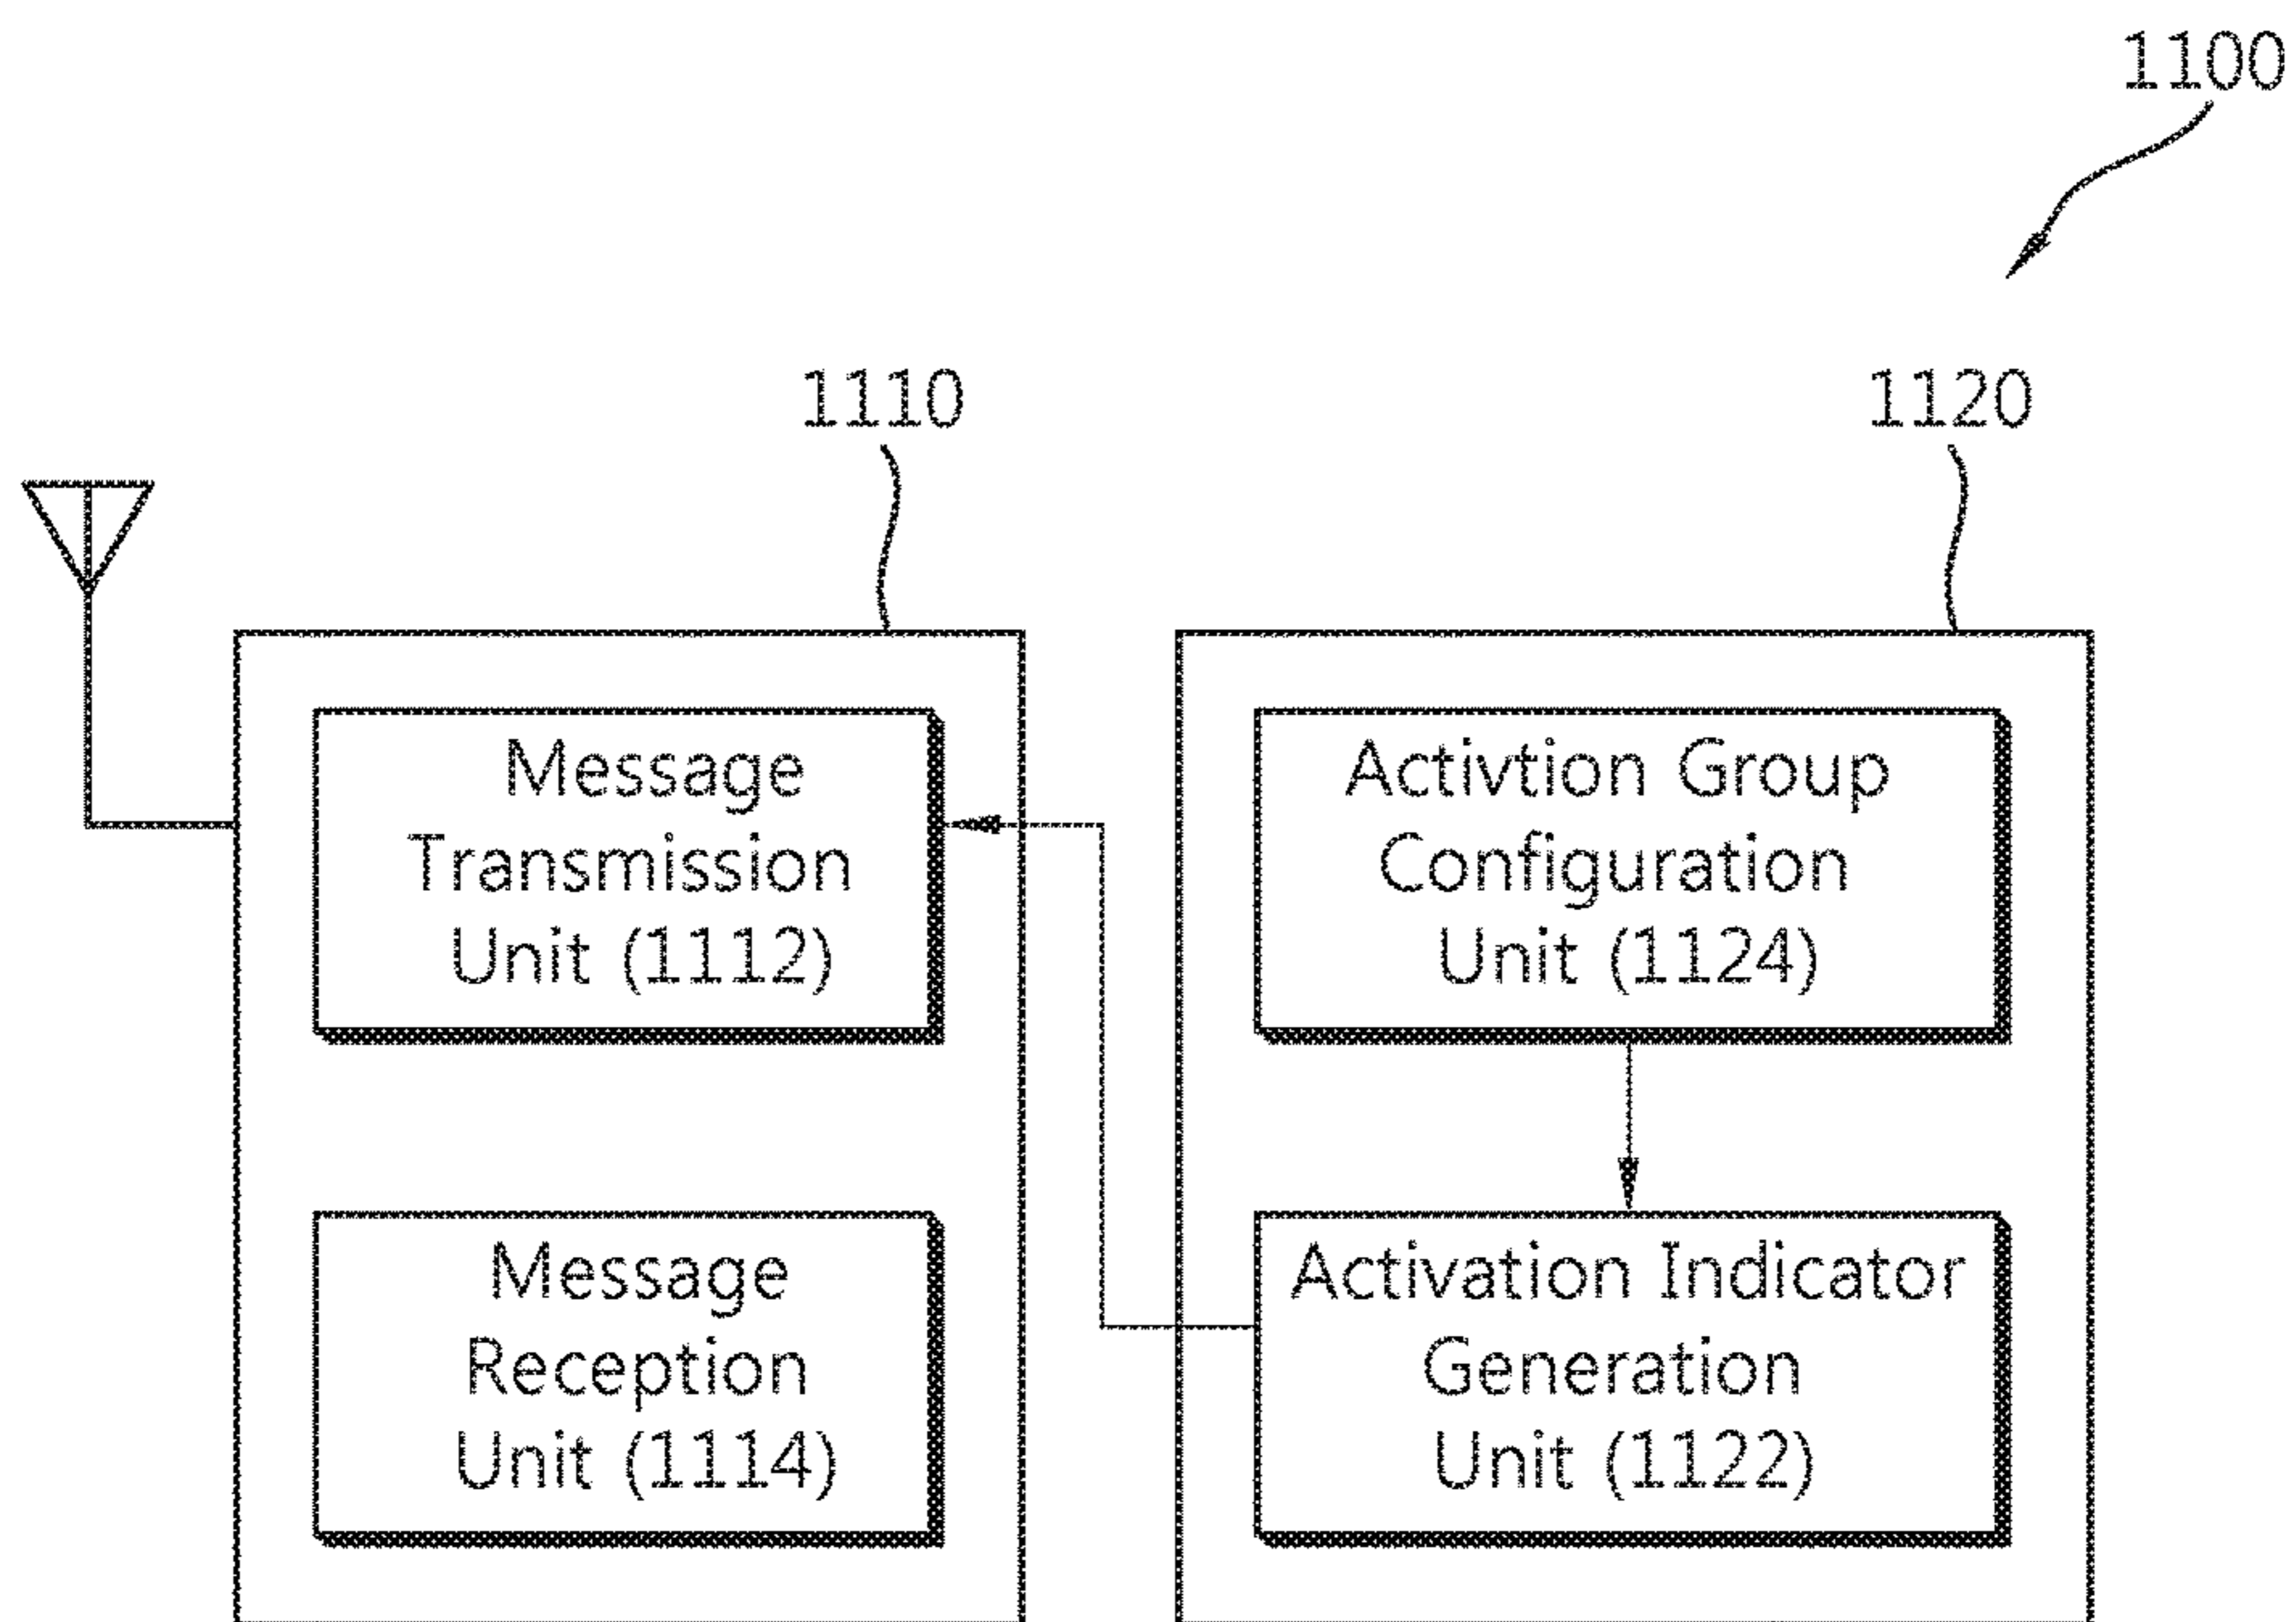 1100
1110
1120
Message
Transmission
Unit (1112)
Activtion Group
Configuration
Unit (1124)
Message
Reception
Unit (1114)
Activation Indicator
Generation
Unit (1122)